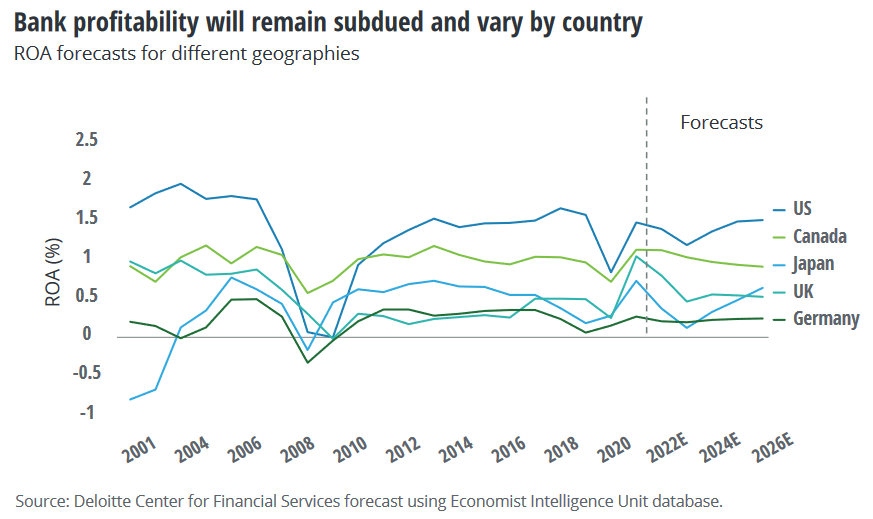 Bank profitability will remain subdued and vary by country
ROA forecasts for different geographies
Forecasts
2.5
2
1.5
1
0.5
0
-0.5
-1
ROA (%)
US
Canada
Japan
UK
Germany
2001 2004 2006 2008 2010 2012 2014 2016 2018 2020 2022E 2024E 2026E
Source: Deloitte Center for Financial Services forecast using Economist Intelligence Unit database.